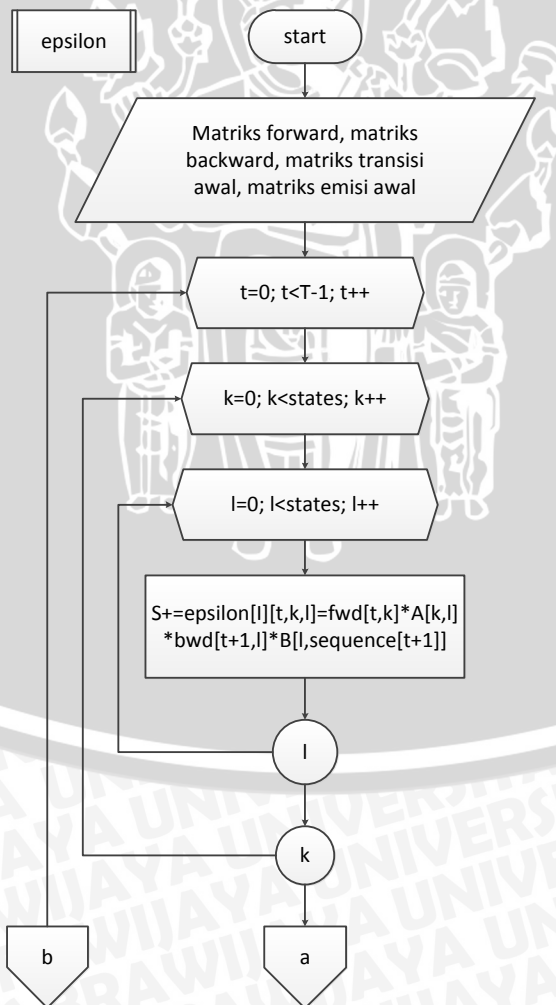 epsilon
start
Matriks forward, matriks
backward, matriks transisi
awal, matriks emisi awal
t=0; t<T-1; t++
k=0; k<states; k++
l=0; l<states; l++
S+=epsilon[I][t,k,l]=fwd[t,k]*A[k,l]
*bwd[t+1,l]*B[l,sequence[t+1]]
l
k
b
a